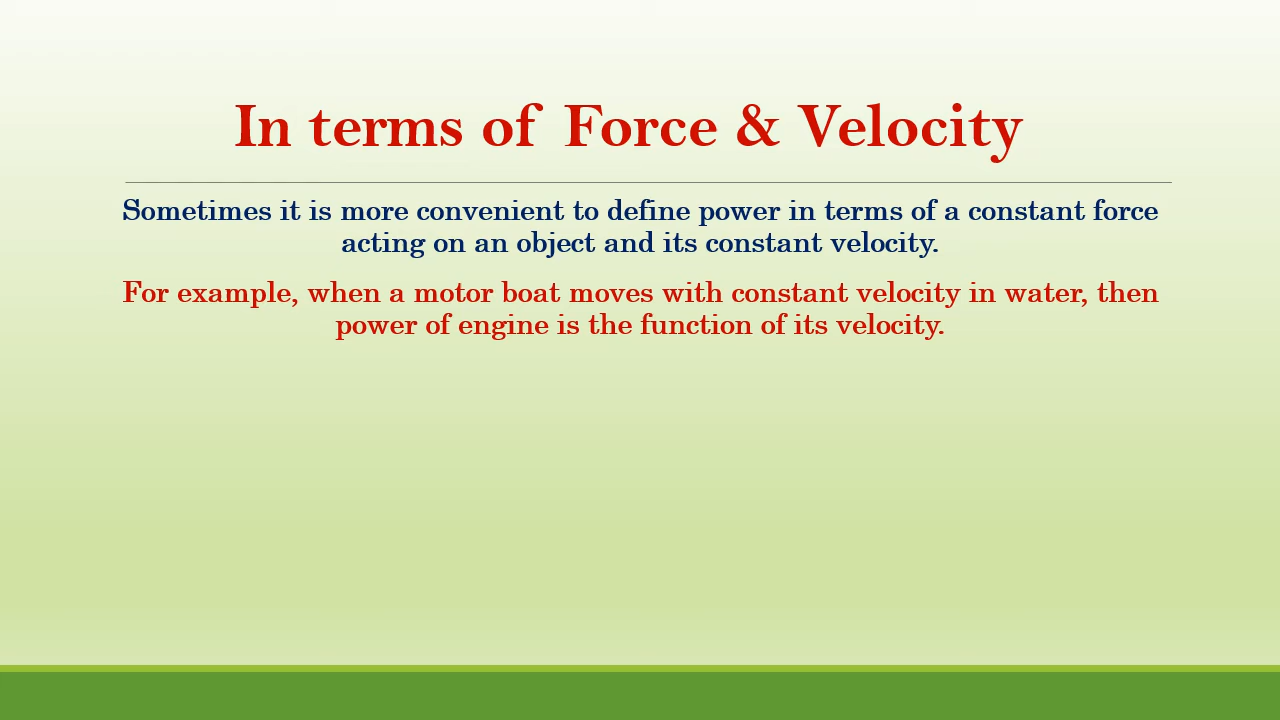 In terms of Force & Velocity
Sometimes it is more convenient to define power in terms of a constant force
acting on an object and its constant velocity.
For example, when a motor boat moves with constant velocity in water, then
power of engine is the function of its velocity.